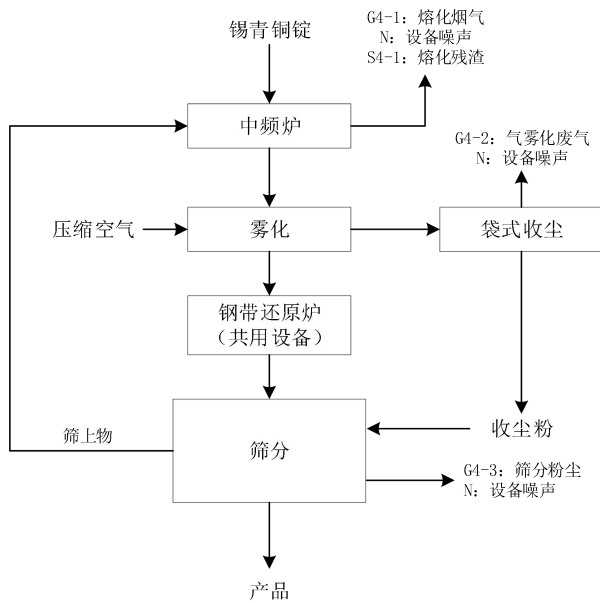 锡青铜锭
G4-1: 熔化烟气
N: 设备噪声
S4-1: 熔化残渣
中频炉
G4-2: 气雾化废气
N: 设备噪声
压缩空气
雾化
袋式收尘
钢带还原炉
（共用设备）
筛上物
筛分
收尘粉
G4-3: 筛分粉尘
N: 设备噪声
产品